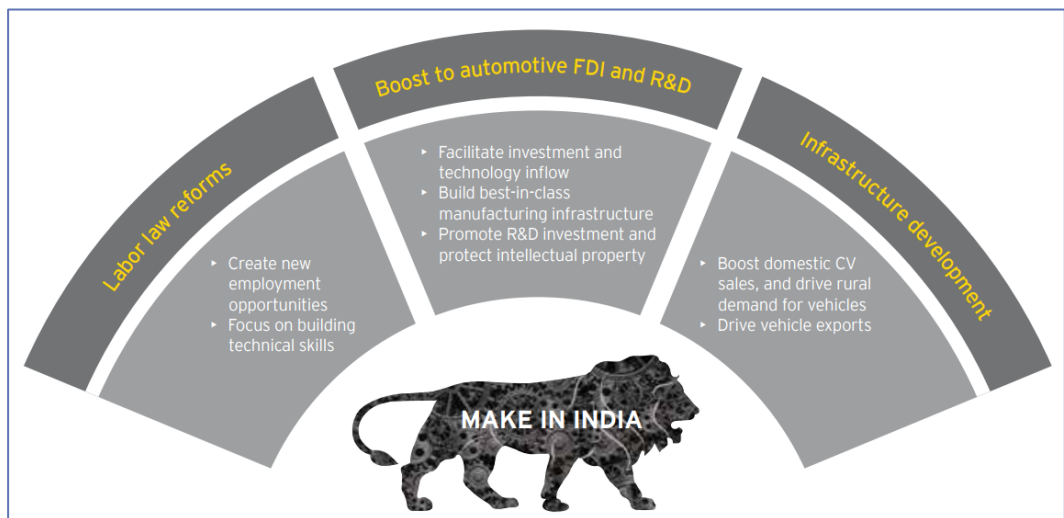 Labor law reforms
▸ Create new
employment
opportunities
▸ Focus on building
technical skills
Boost to automotive FDI and R&D
▸ Facilitate investment and
technology inflow
▸ Build best-in-class
manufacturing infrastructure
▸ Promote R&D investment and
protect intellectual property
Infrastructure development
▸ Boost domestic CV
sales, and drive rural
demand for vehicles
▸ Drive vehicle exports
MAKE IN INDIA